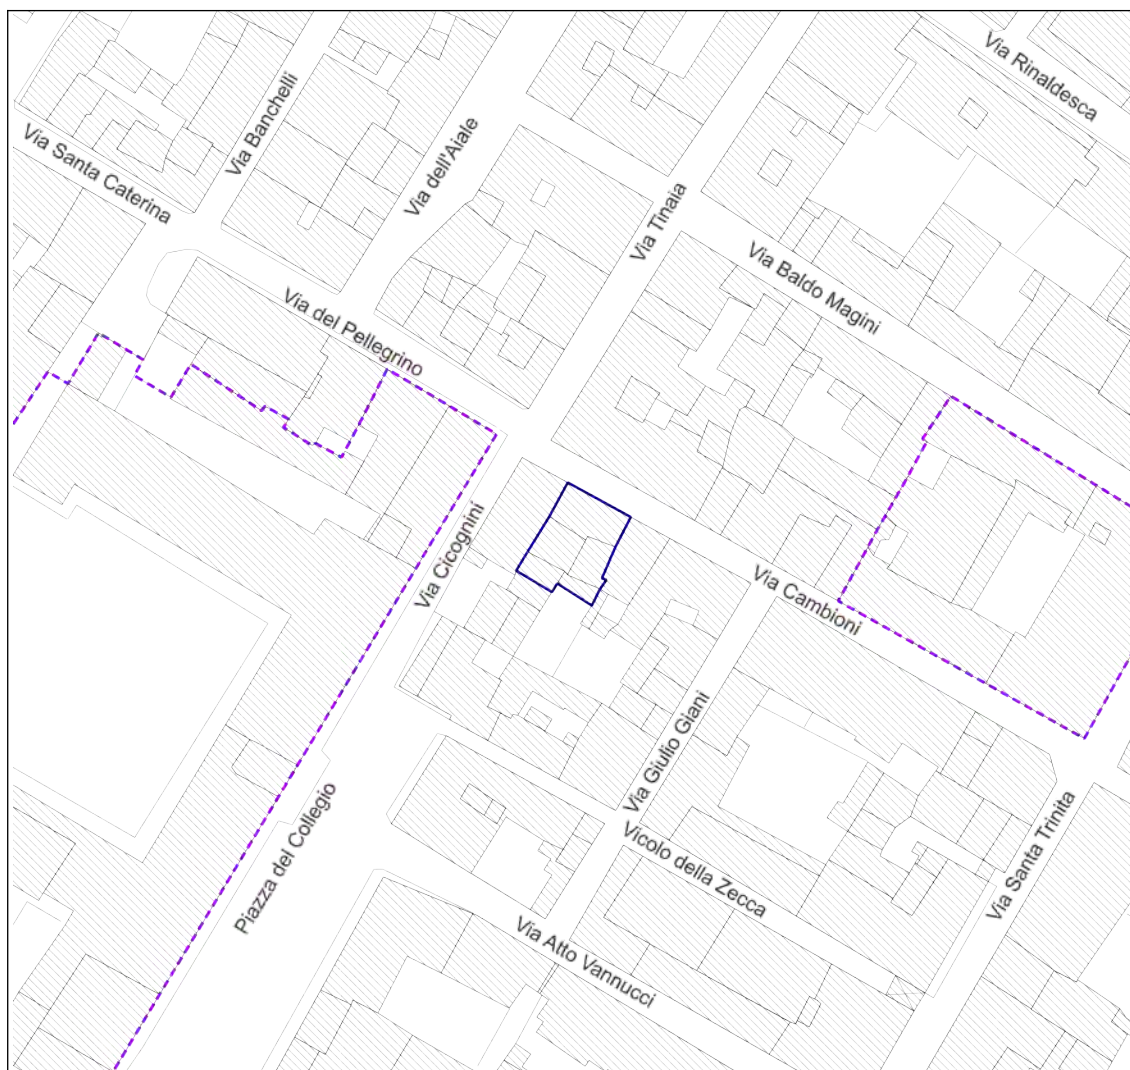 Via Rinaldesca
Via Banchelli
Via Santa Caterina
Via dell'Aiale
Via Tinaia
Via Baldo Magini
Via del Pellegrino
Via Cicognini
Via Cambioni
Via Giulio Giani
Piazza del Collegio
Vicolo della Zecca
Via Santa Trinita
Via Atto Vannucci